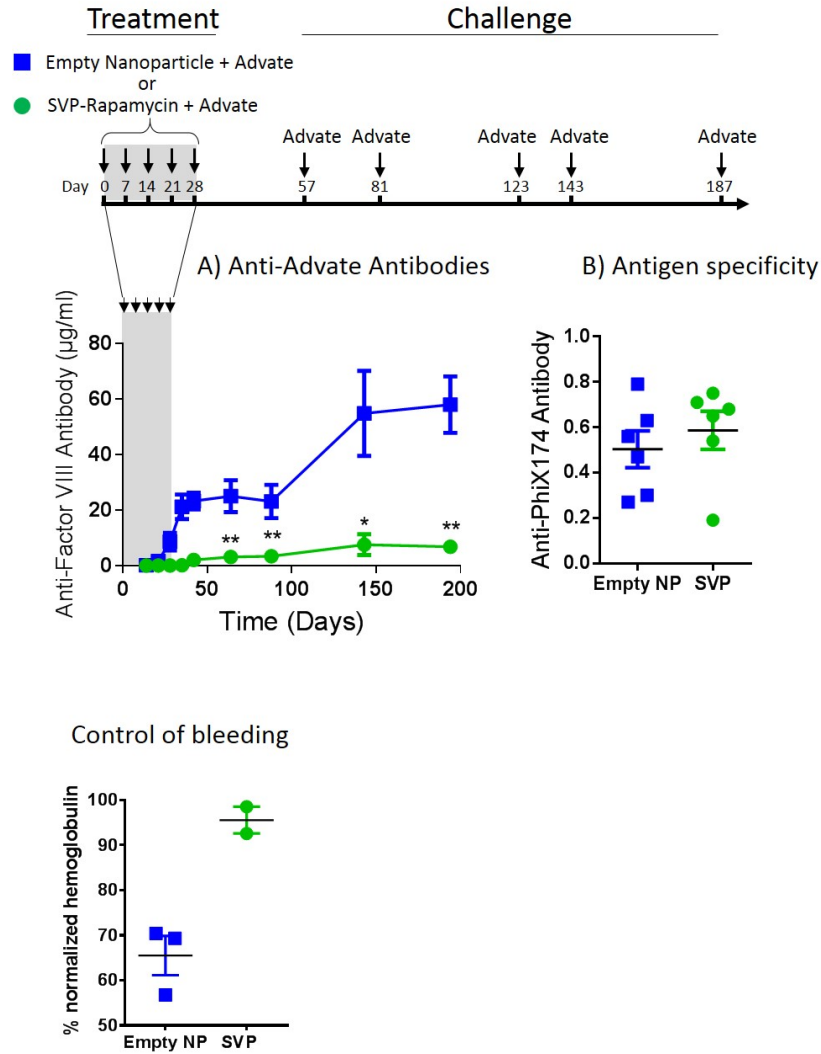 Treatment
Challenge
Empty Nanoparticle + Advate
or
SVP-Rapamycin + Advate
Advate Advate Advate Advate Advate
Day 0 7 14 21 28 57 81 123 143 187
A) Anti-Advate Antibodies
Anti-Factor VIII Antibody (µg/ml)
80
60
40
20
0
** ** * **
0 50 100 150 200
Time (Days)
B) Antigen specificity
Anti-PhiX174 Antibody
1.0
0.8
0.6
0.4
0.2
0.0
Empty NP SVP
Control of bleeding
% normalized hemoglobulin
100
90
80
70
60
50
Empty NP SVP